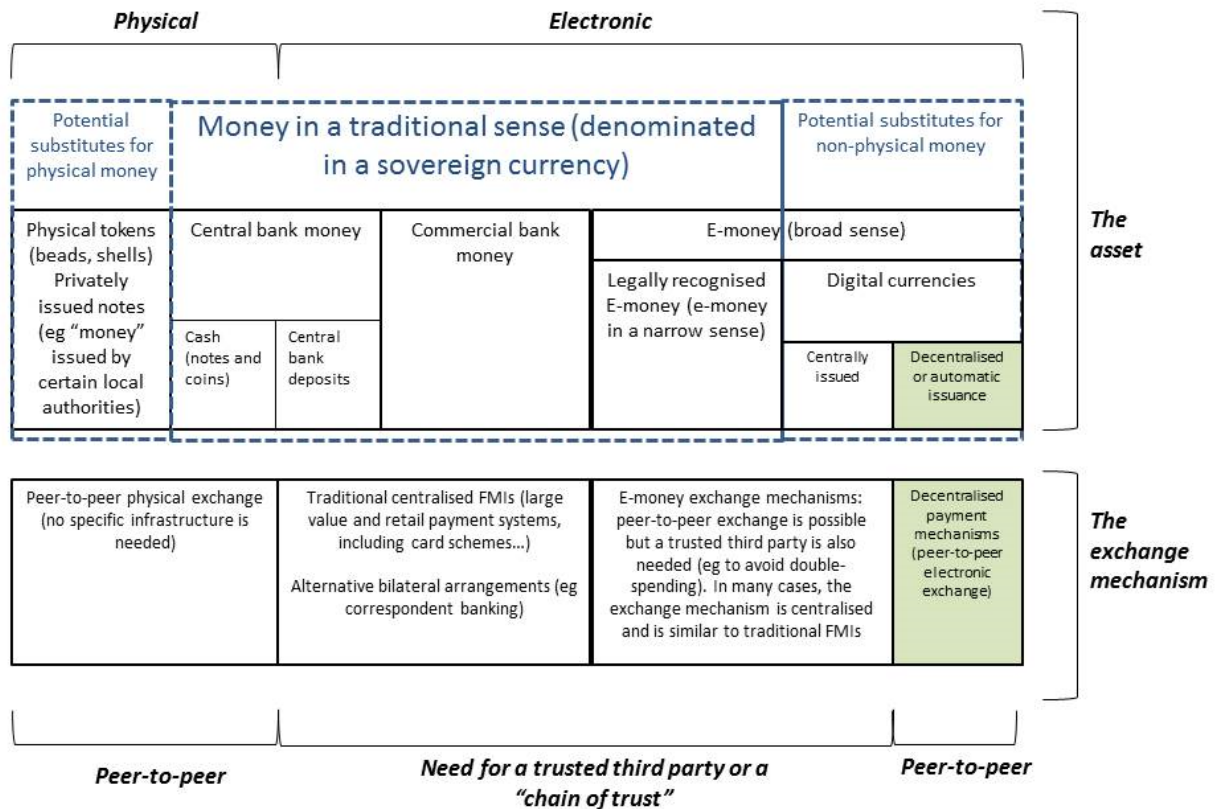 Physical
Electronic
Potential
substitutes for
physical money
Money in a traditional sense (denominated
in a sovereign currency)
Potential substitutes for
non-physical money
Physical tokens
(beads, shells)
Privately
issued notes
(eg “money”
issued by
certain local
authorities)
Central bank money
Cash
(notes and
coins)
Central
bank
deposits
Commercial bank
money
E-money (broad sense)
Legally recognised
E-money (e-money
in a narrow sense)
Digital currencies
Centrally
issued
Decentralised
or automatic
issuance
The
asset
Peer-to-peer physical exchange
(no specific infrastructure is
needed)
Traditional centralised FMIs (large
value and retail payment systems,
including card schemes...)
Alternative bilateral arrangements (eg
correspondent banking)
E-money exchange mechanisms:
peer-to-peer exchange is possible
but a trusted third party is also
needed (eg to avoid double-
spending). In many cases, the
exchange mechanism is centralised
and is similar to traditional FMIs
Decentralised
payment
mechanisms
(peer-to-peer
electronic
exchange)
The
exchange
mechanism
Peer-to-peer
Need for a trusted third party or a
“chain of trust”
Peer-to-peer